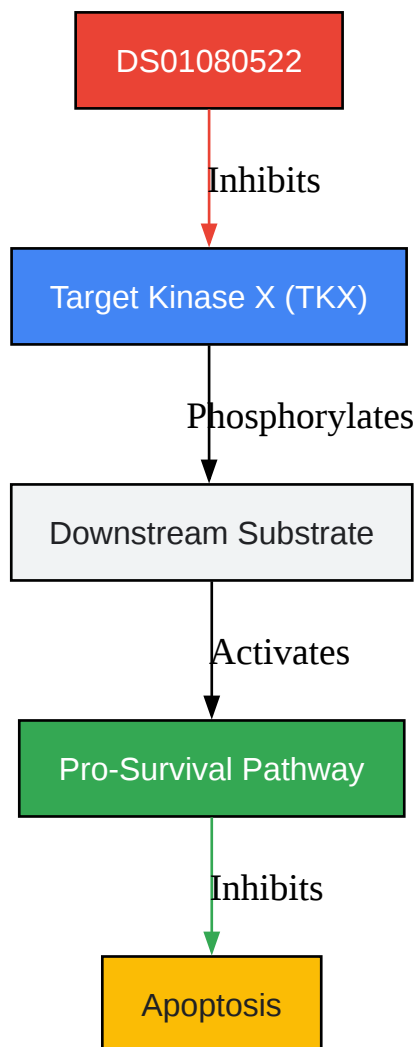 DS01080522
Inhibits
Target Kinase X (TKX)
Phosphorylates
Downstream Substrate
Activates
Pro-Survival Pathway
Inhibits
Apoptosis